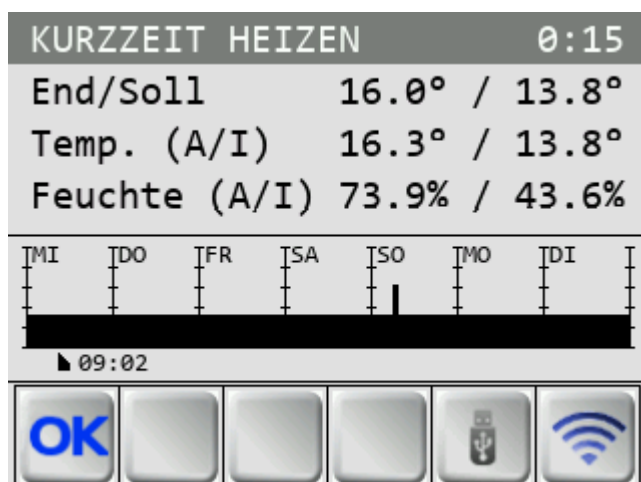 KURZZEIT HEIZEN 0:15
End/Soll 16.0° / 13.8°
Temp. (A/I) 16.3° / 13.8°
Feuchte (A/I) 73.9% / 43.6%
MI DO FR SA SO MO DI
09:02
OK